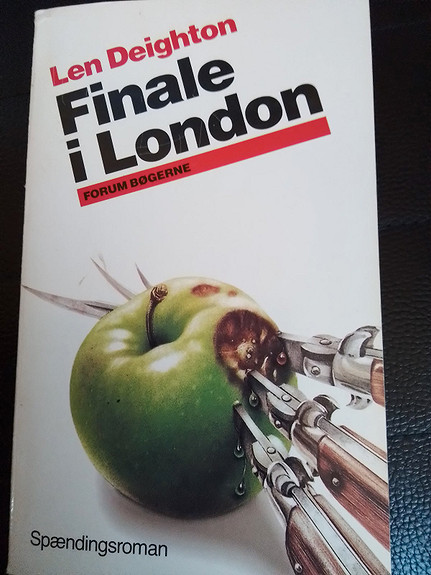 Len Deighton
Finale
i London
FORUM BØGERNE
Spændingsroman